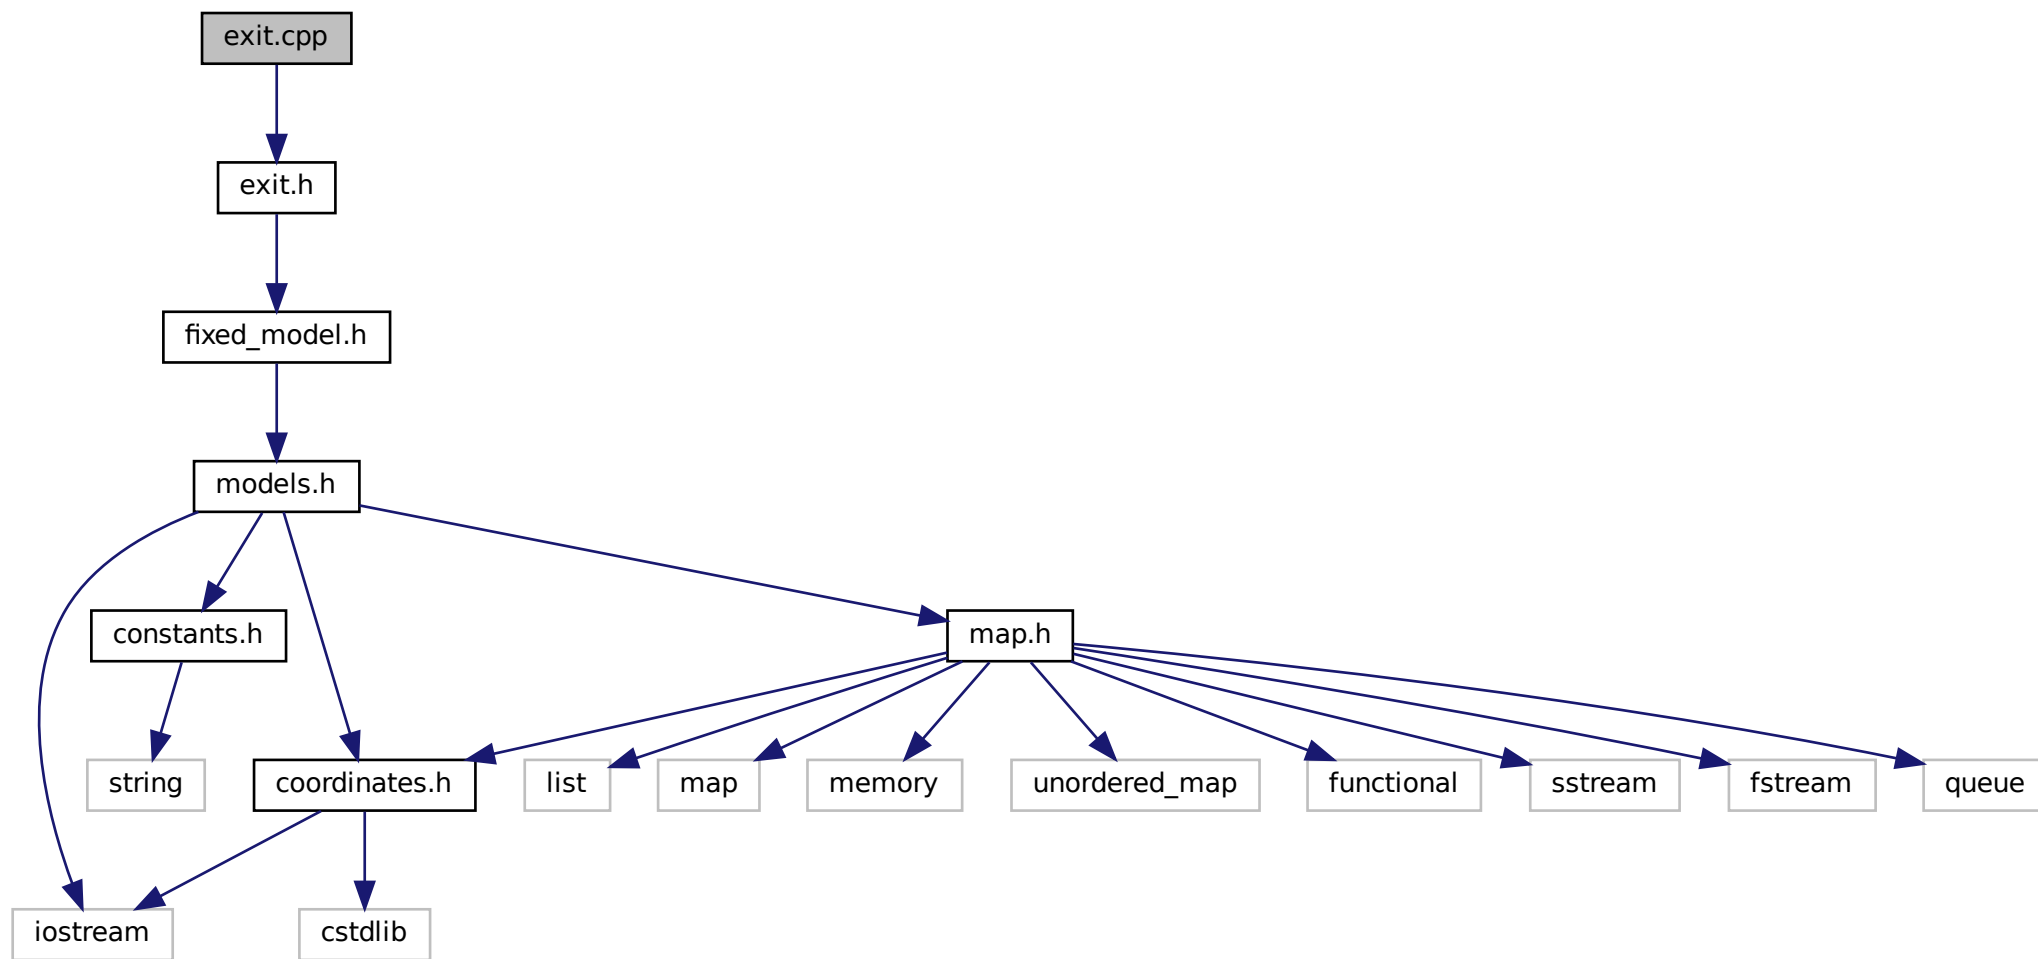 exit.cpp
exit.h
fixed_model.h
models.h
constants.h
map.h
string
coordinates.h
list
map
memory
unordered_map
functional
sstream
fstream
queue
iostream
cstdlib